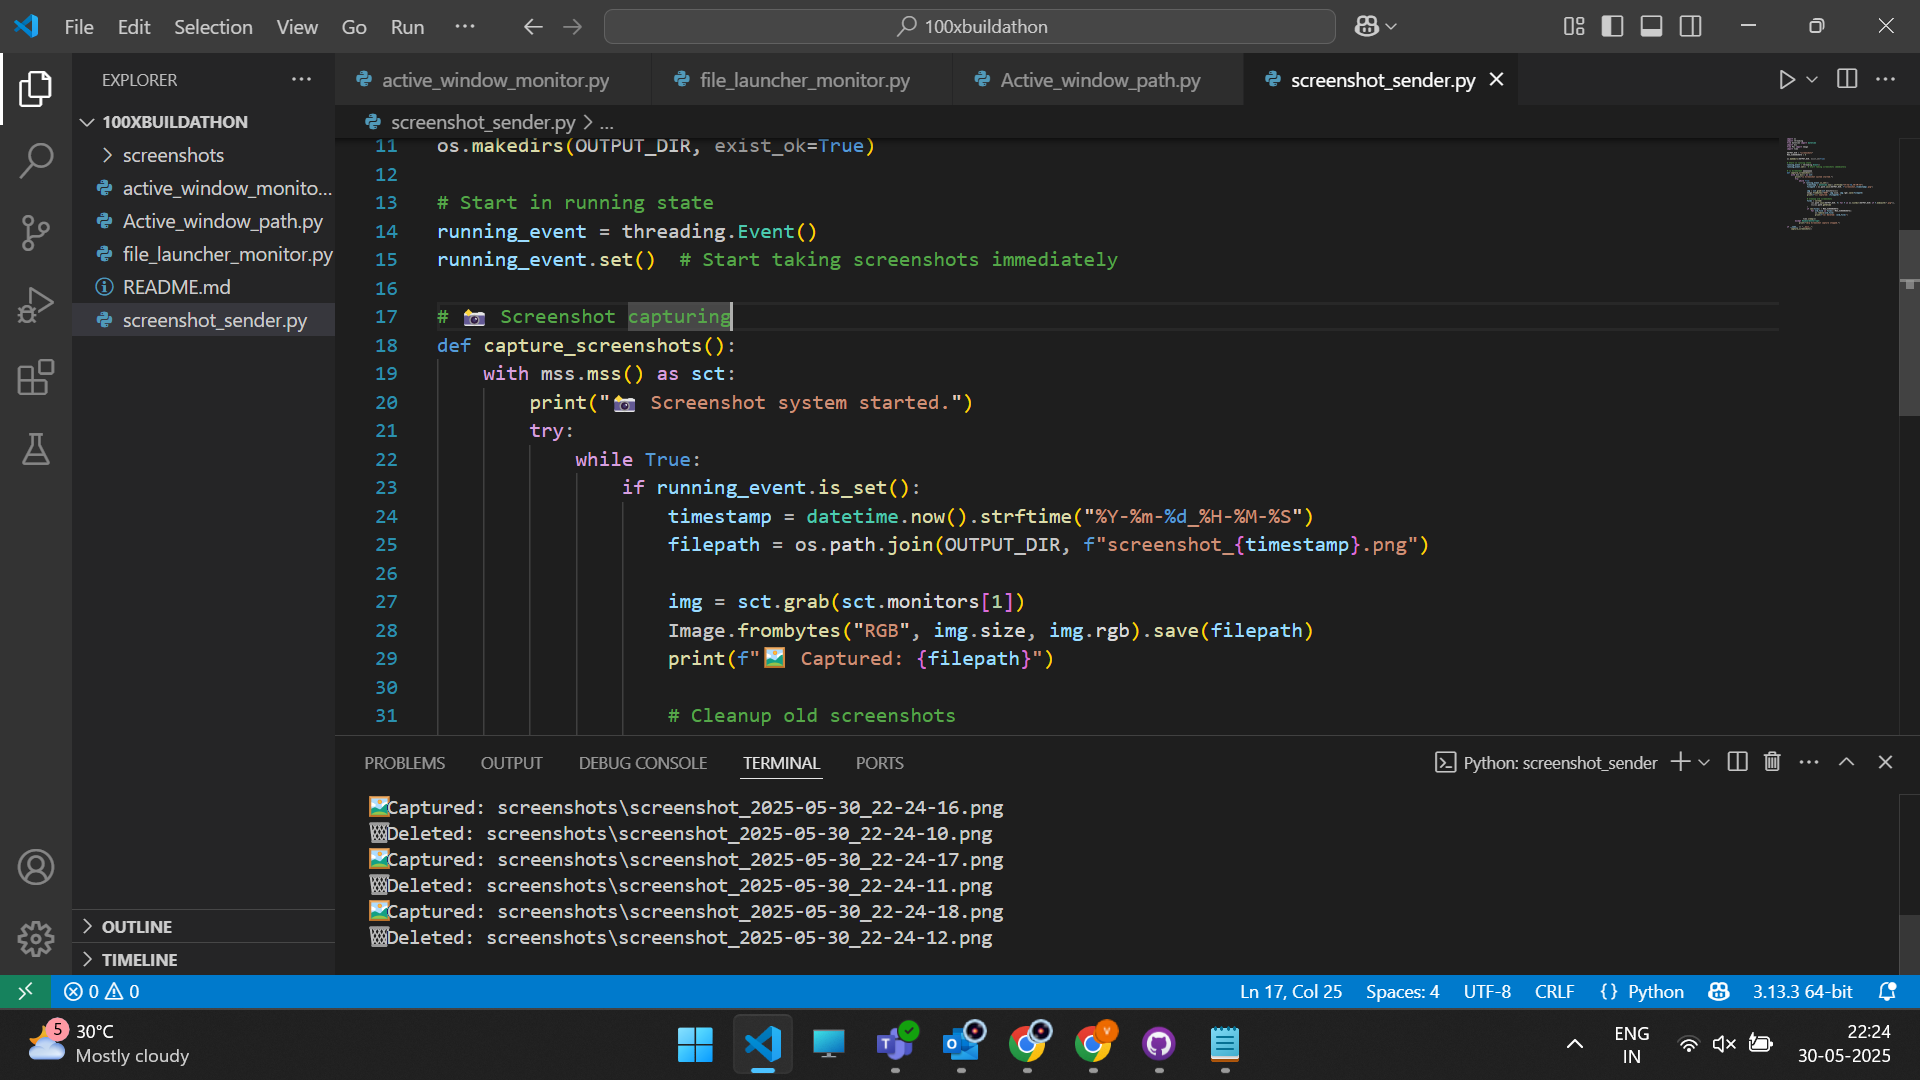 File Edit Selection View Go Run ···
100xbuildathon
EXPLORER ···
active_window_monitor.py
file_launcher_monitor.py
Active_window_path.py
screenshot_sender.py
screenshot_sender.py > ...
100XBUILDATHON
screenshots
active_window_monito...
Active_window_path.py
file_launcher_monitor.py
README.md
screenshot_sender.py
OUTLINE
TIMELINE
11 os.makedirs(OUTPUT_DIR, exist_ok=True)
12
13 # Start in running state
14 running_event = threading.Event()
15 running_event.set()  # Start taking screenshots immediately
16
17 # 📷 Screenshot capturing
18 def capture_screenshots():
19     with mss.mss() as sct:
20         print("📷 Screenshot system started.")
21         try:
22             while True:
23                 if running_event.is_set():
24                     timestamp = datetime.now().strftime("%Y-%m-%d_%H-%M-%S")
25                     filepath = os.path.join(OUTPUT_DIR, f"screenshot_{timestamp}.png")
26
27                     img = sct.grab(sct.monitors[1])
28                     Image.frombytes("RGB", img.size, img.rgb).save(filepath)
29                     print(f"🖼️ Captured: {filepath}")
30
31                     # Cleanup old screenshots
PROBLEMS OUTPUT DEBUG CONSOLE TERMINAL PORTS
Python: screenshot_sender
🖼️Captured: screenshots\screenshot_2025-05-30_22-24-16.png
🗑️Deleted: screenshots\screenshot_2025-05-30_22-24-10.png
🖼️Captured: screenshots\screenshot_2025-05-30_22-24-17.png
🗑️Deleted: screenshots\screenshot_2025-05-30_22-24-11.png
🖼️Captured: screenshots\screenshot_2025-05-30_22-24-18.png
🗑️Deleted: screenshots\screenshot_2025-05-30_22-24-12.png
0 0
Ln 17, Col 25 Spaces: 4 UTF-8 CRLF {} Python 3.13.3 64-bit
5
30°C
Mostly cloudy
ENG
IN
22:24
30-05-2025